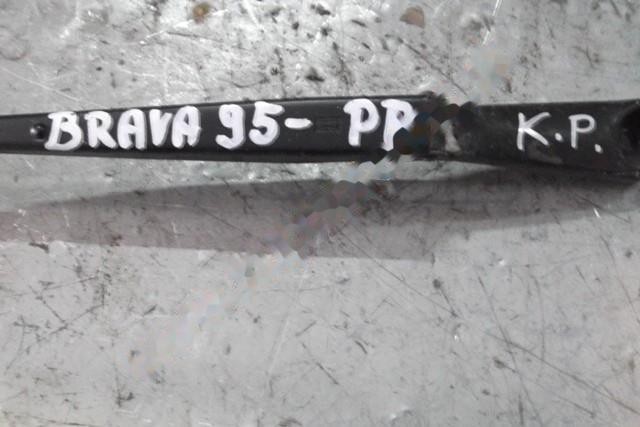 BRAVA 95- PP K.P.